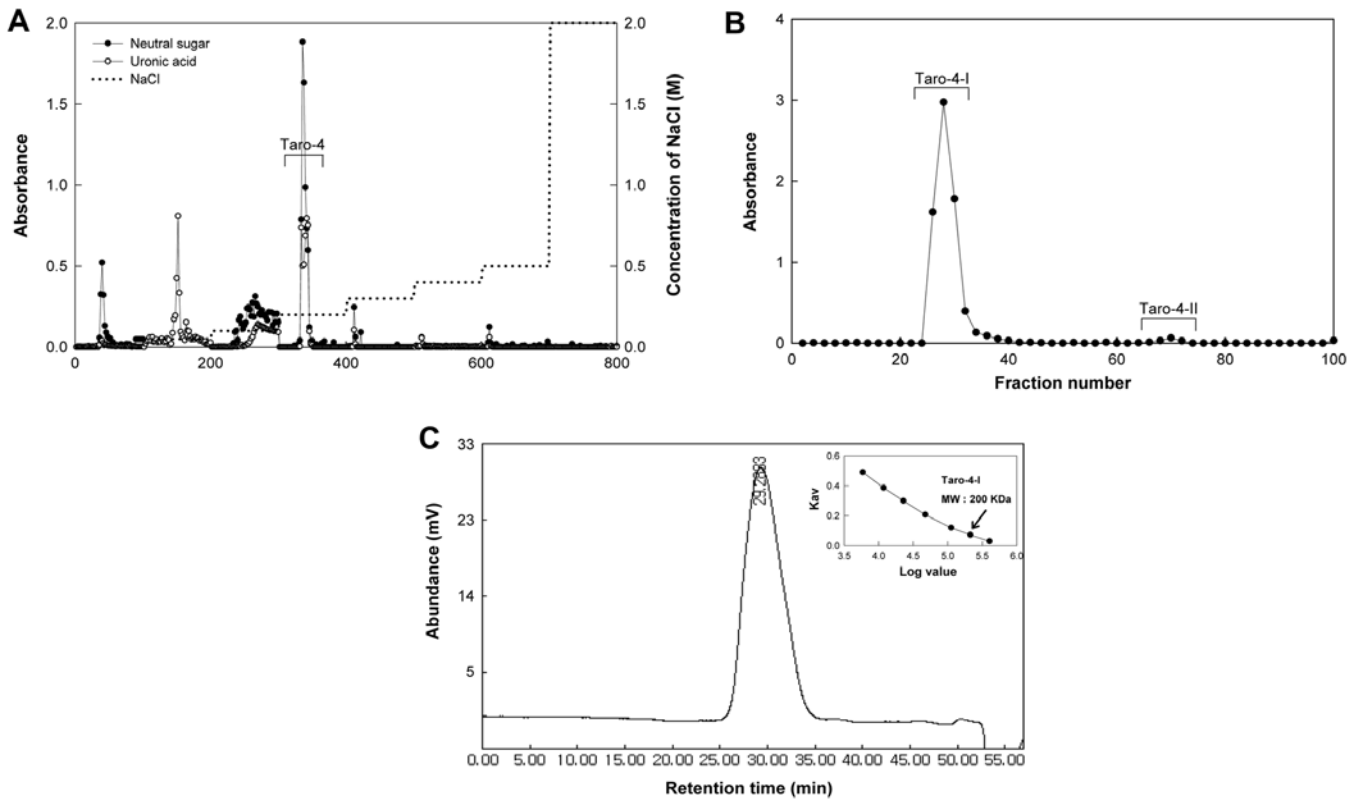 A
Neutral sugar
Uronic acid
NaCl
Taro-4
Absorbance
Concentration of NaCl (M)
2.0
1.5
1.0
0.5
0.0
2.0
1.5
1.0
0.5
0.0
0 200 400 600 800
B
Taro-4-I
Taro-4-II
Absorbance
4
3
2
1
0
0 20 40 60 80 100
Fraction number
C
Abundance (mV)
33
23
14
5
0.00 5.00 10.00 15.00 20.00 25.00 30.00 35.00 40.00 45.00 50.00 55.00
Retention time (min)
Kav
0.6
0.4
0.2
0.0
3.5 4.0 4.5 5.0 5.5 6.0
Log value
Taro-4-I
MW : 200 KDa